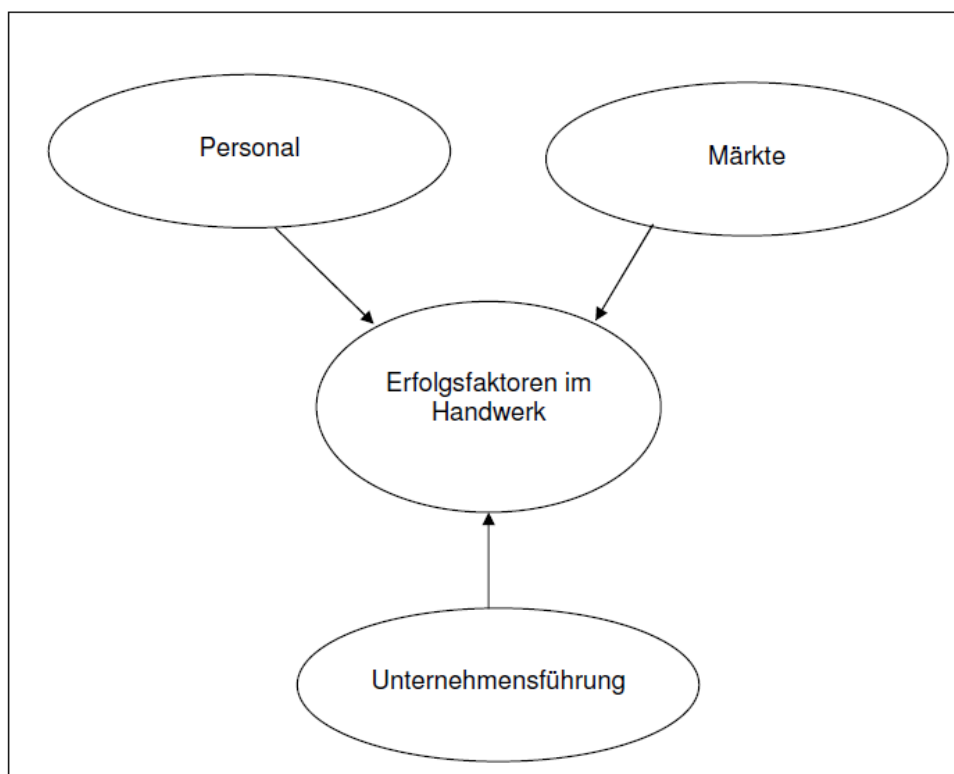 Personal
Märkte
Erfolgsfaktoren im
Handwerk
Unternehmensführung